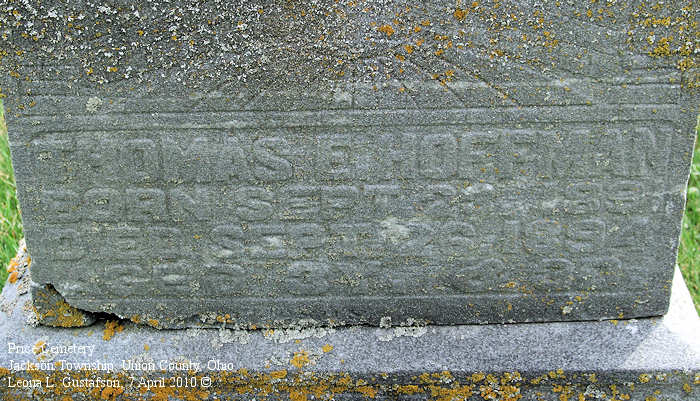 THOMAS E. HOFFMAN
BORN SEPT.
DIED SEPT. 26, 1894
AGED
Price Cemetery
Jackson Township, Union County, Ohio
Leona L. Gustafson, 7 April 2010 ©